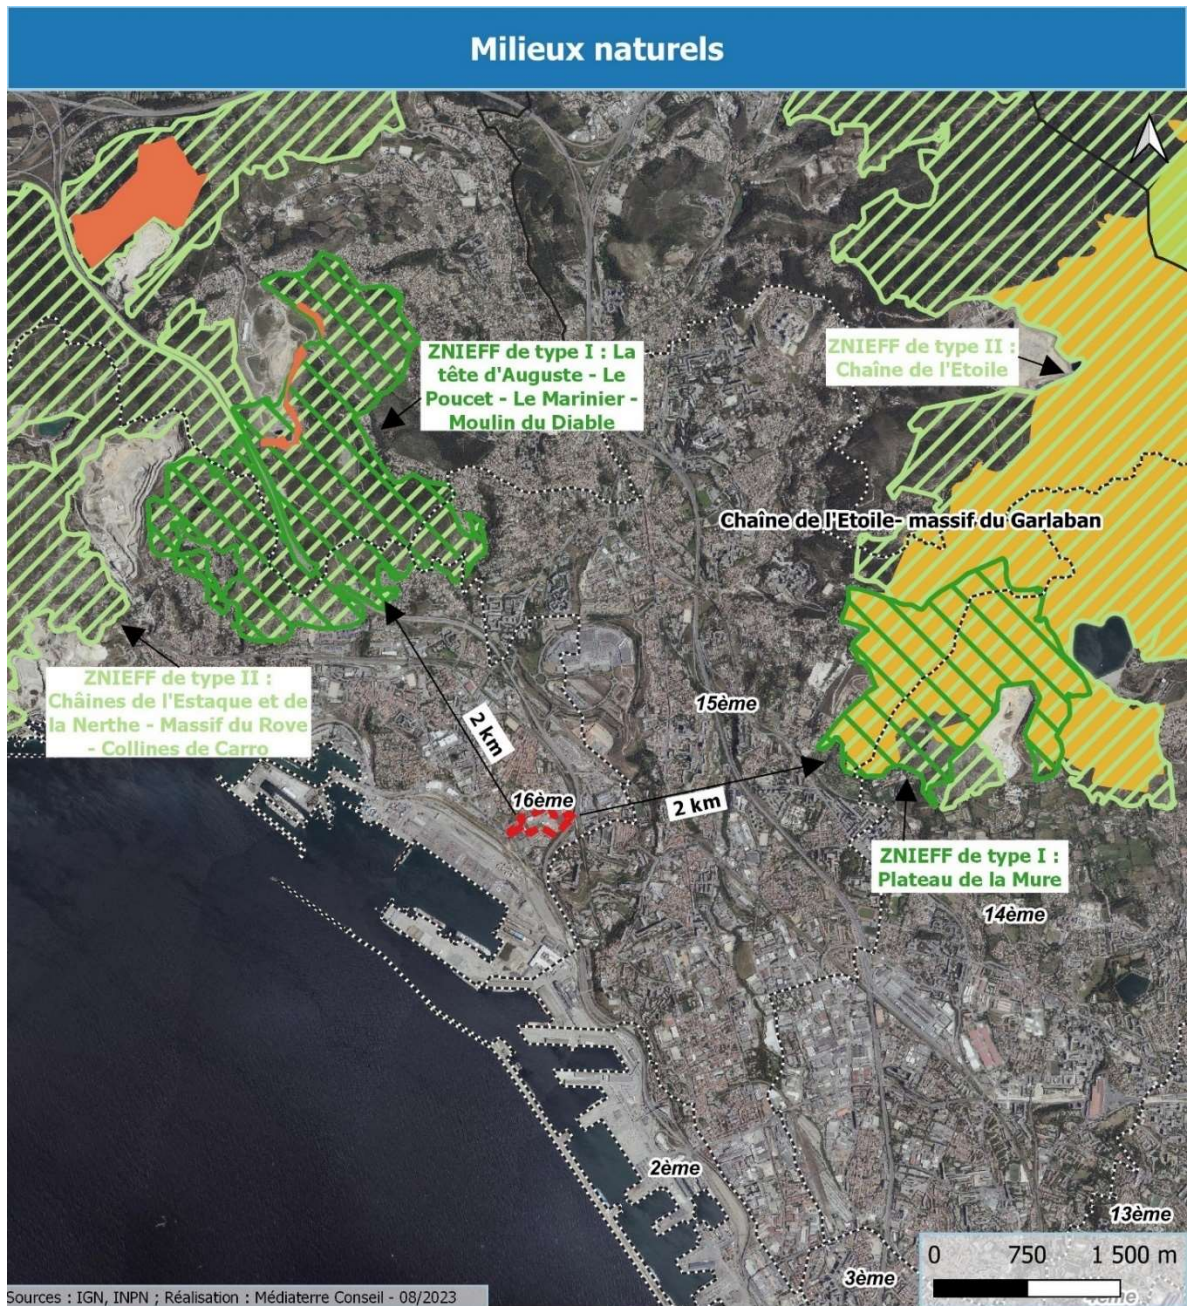 Milieux naturels
ZNIEFF de type I : La
tête d'Auguste - Le
Poucet - Le Marinier -
Moulin du Diable
ZNIEFF de type II :
Chaîne de l'Etoile
Chaîne de l'Etoile- massif du Garlaban
ZNIEFF de type II :
Chaînes de l'Estaque et de
la Nerthe - Massif du Rove
- Collines de Carro
2 km
15ème
16ème
2 km
ZNIEFF de type I :
Plateau de la Mure
14ème
2ème
13ème
3ème
4ème
0 750 1 500 m
Sources : IGN, INPN ; Réalisation : Médiaterre Conseil - 08/2023